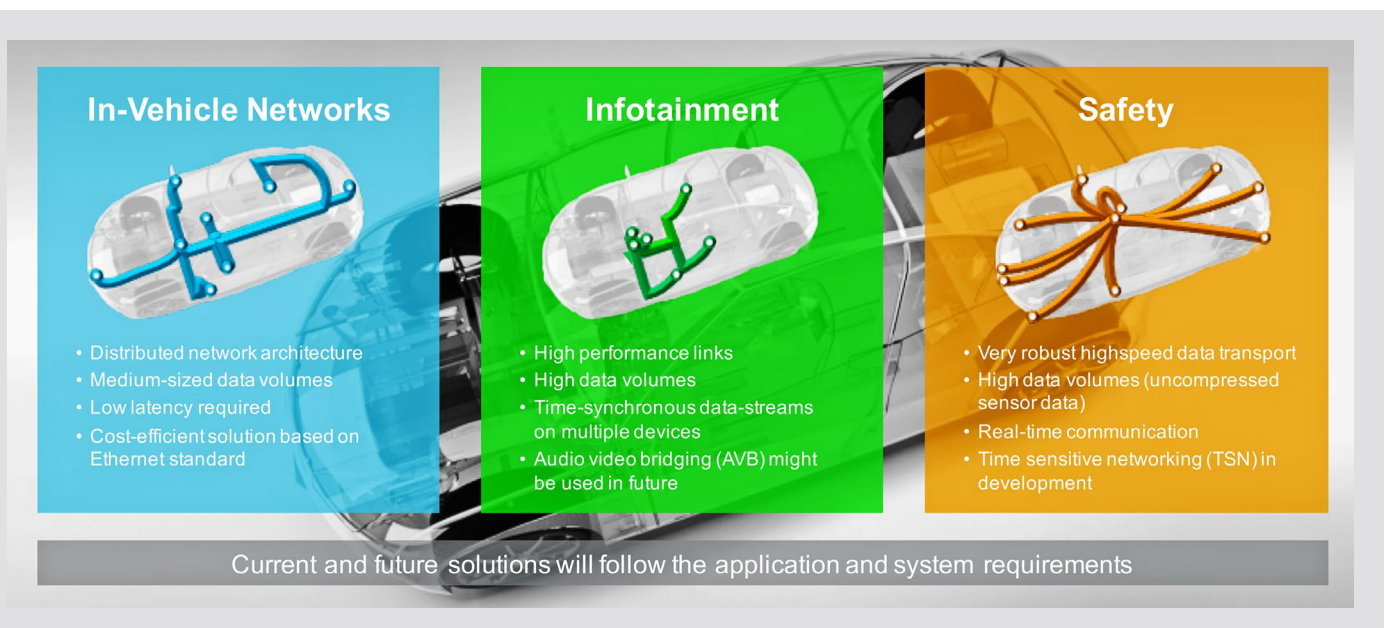 In-Vehicle Networks
• Distributed network architecture
• Medium-sized data volumes
• Low latency required
• Cost-efficient solution based on
Ethernet standard
Infotainment
• High performance links
• High data volumes
• Time-synchronous data-streams
on multiple devices
• Audio video bridging (AVB) might
be used in future
Safety
• Very robust highspeed data transport
• High data volumes (uncompressed
sensor data)
• Real-time communication
• Time sensitive networking (TSN) in
development
Current and future solutions will follow the application and system requirements